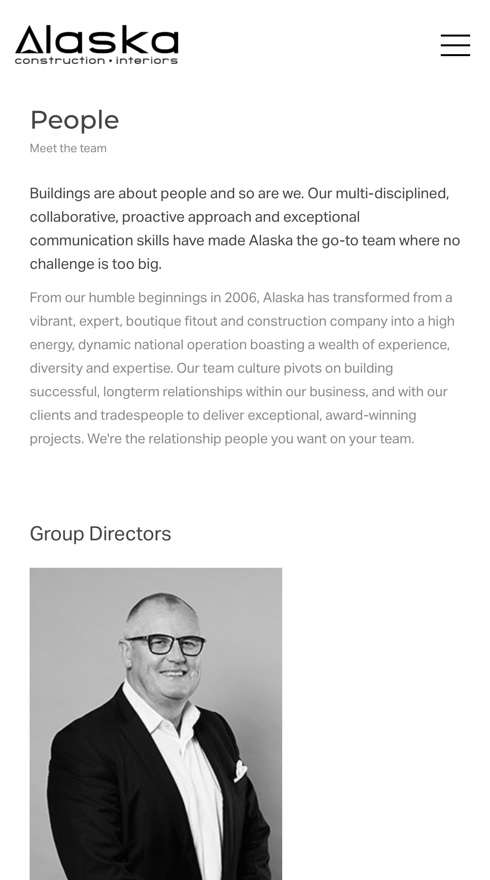 Alaska
construction • interiors
People
Meet the team
Buildings are about people and so are we. Our multi-disciplined,
collaborative, proactive approach and exceptional
communication skills have made Alaska the go-to team where no
challenge is too big.
From our humble beginnings in 2006, Alaska has transformed from a
vibrant, expert, boutique fitout and construction company into a high
energy, dynamic national operation boasting a wealth of experience,
diversity and expertise. Our team culture pivots on building
successful, longterm relationships within our business, and with our
clients and tradespeople to deliver exceptional, award-winning
projects. We're the relationship people you want on your team.
Group Directors